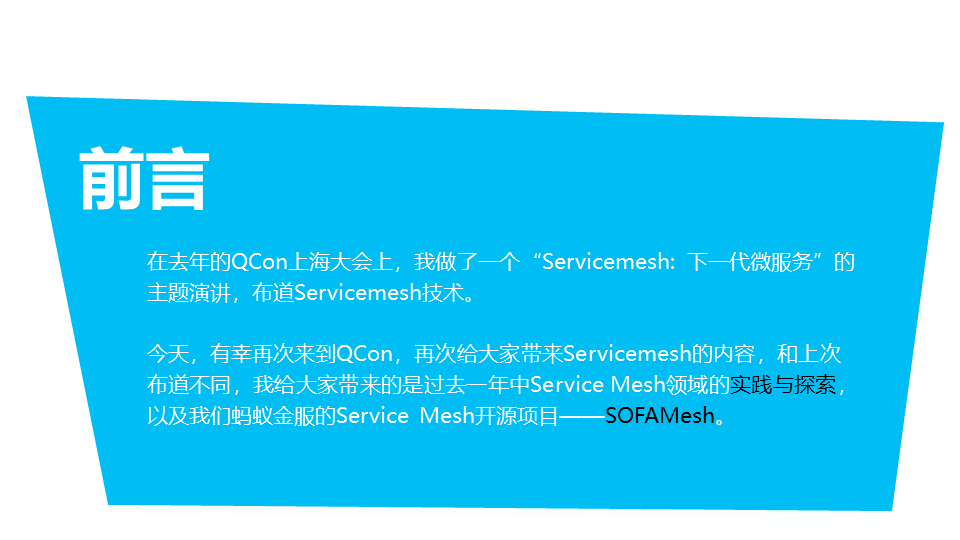 前言
在去年的QCon上海大会上，我做了一个“Servicemesh: 下一代微服务”的
主题演讲，布道Servicemesh技术。
今天，有幸再次来到QCon，再次给大家带来Servicemesh的内容，和上次
布道不同，我给大家带来的是过去一年中Service Mesh领域的实践与探索，
以及我们蚂蚁金服的Service Mesh开源项目——SOFAMesh。